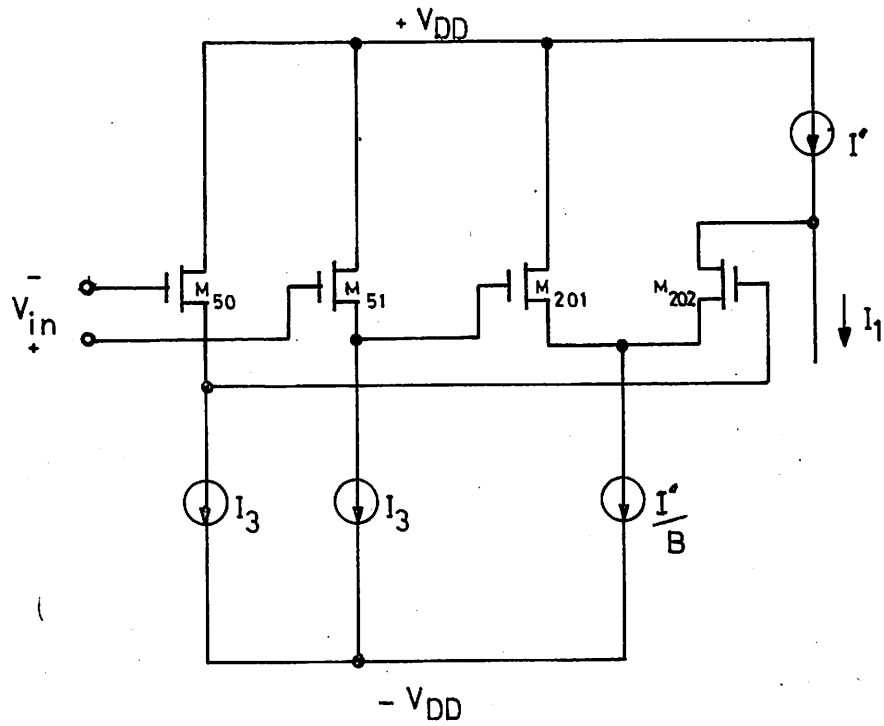 + VDD
I"
M50
M51
M201
M202
-
Vin
+
I1
I3
I3
I"/B
- VDD